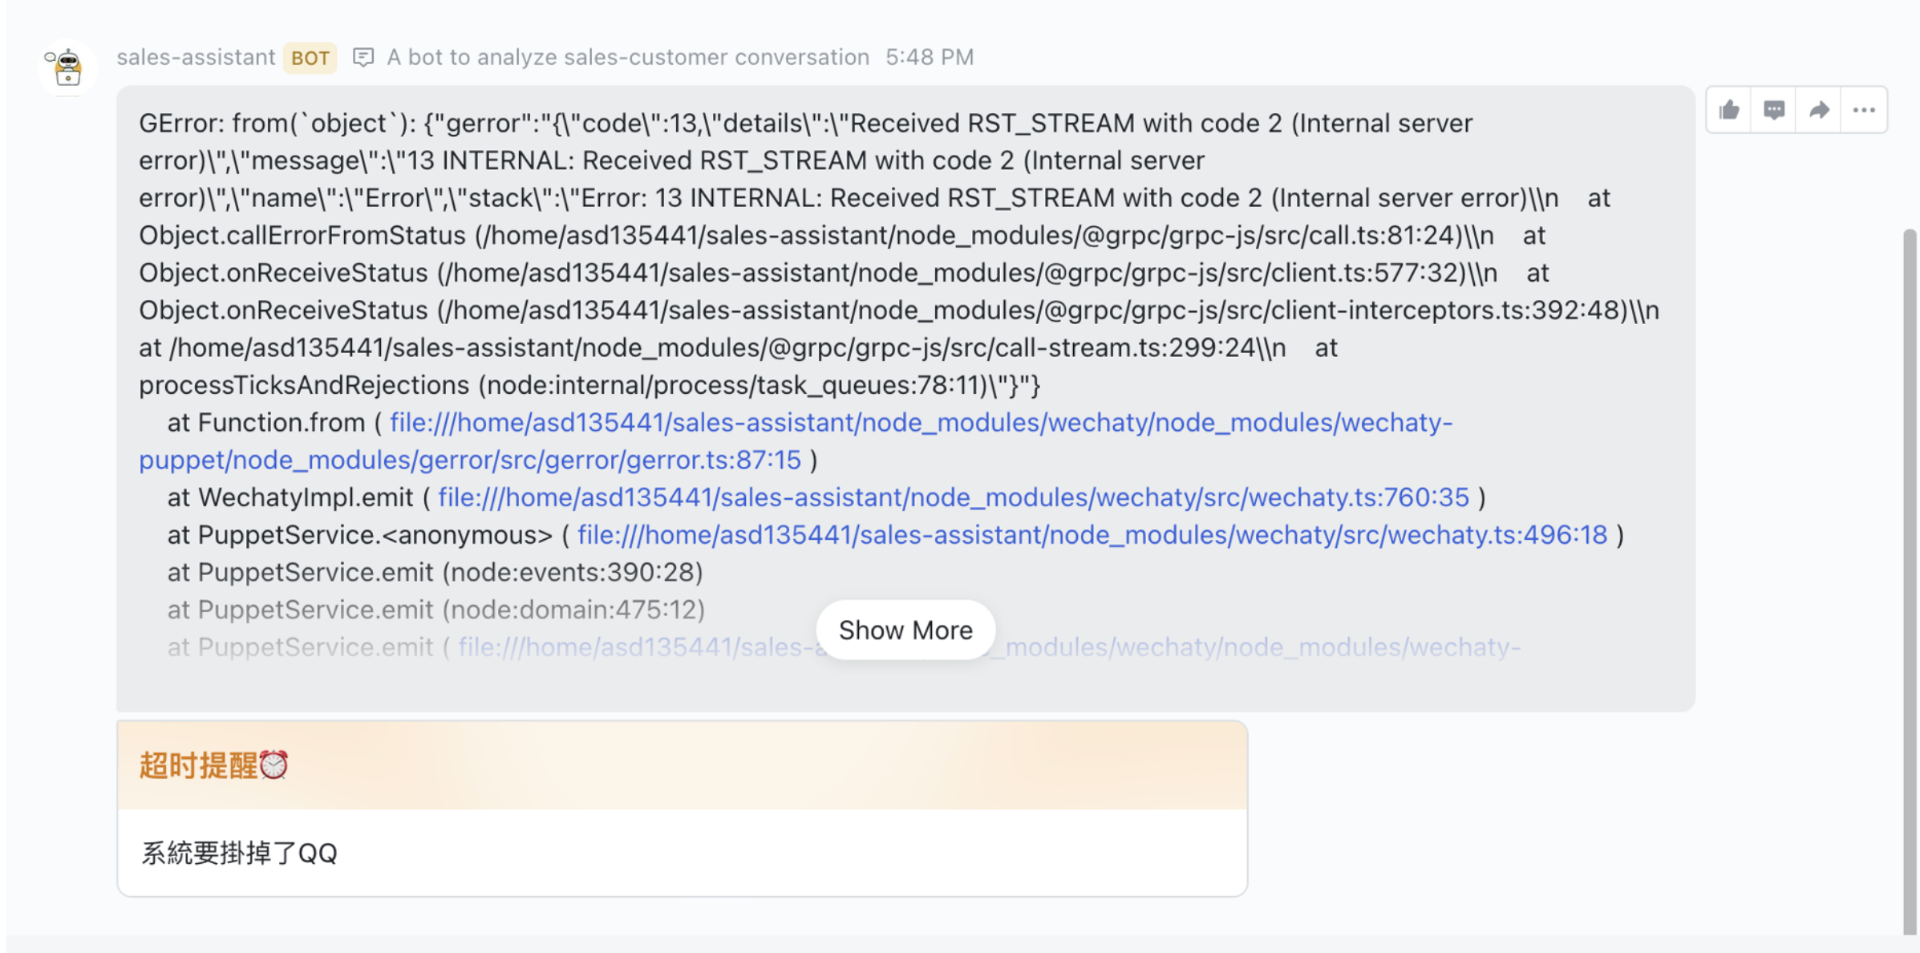 sales-assistant BOT A bot to analyze sales-customer conversation 5:48 PM
GError: from(`object`): {"gerror":"{\"code\":13,\"details\":\"Received RST_STREAM with code 2 (Internal server
error)\",\"message\":\"13 INTERNAL: Received RST_STREAM with code 2 (Internal server
error)\",\"name\":\"Error\",\"stack\":\"Error: 13 INTERNAL: Received RST_STREAM with code 2 (Internal server error)\\n    at
Object.callErrorFromStatus (/home/asd135441/sales-assistant/node_modules/@grpc/grpc-js/src/call.ts:81:24)\\n    at
Object.onReceiveStatus (/home/asd135441/sales-assistant/node_modules/@grpc/grpc-js/src/client.ts:577:32)\\n    at
Object.onReceiveStatus (/home/asd135441/sales-assistant/node_modules/@grpc/grpc-js/src/client-interceptors.ts:392:48)\\n
at /home/asd135441/sales-assistant/node_modules/@grpc/grpc-js/src/call-stream.ts:299:24\\n    at
processTicksAndRejections (node:internal/process/task_queues:78:11)\"}"}
    at Function.from ( file:///home/asd135441/sales-assistant/node_modules/wechaty/node_modules/wechaty-
puppet/node_modules/gerror/src/gerror/gerror.ts:87:15 )
    at WechatyImpl.emit ( file:///home/asd135441/sales-assistant/node_modules/wechaty/src/wechaty.ts:760:35 )
    at PuppetService.<anonymous> ( file:///home/asd135441/sales-assistant/node_modules/wechaty/src/wechaty.ts:496:18 )
    at PuppetService.emit (node:events:390:28)
    at PuppetService.emit (node:domain:475:12)
Show More
    at PuppetService.emit ( file:///home/asd135441/sales-a _modules/wechaty/node_modules/wechaty-
超时提醒⏰
系統要掛掉了QQ